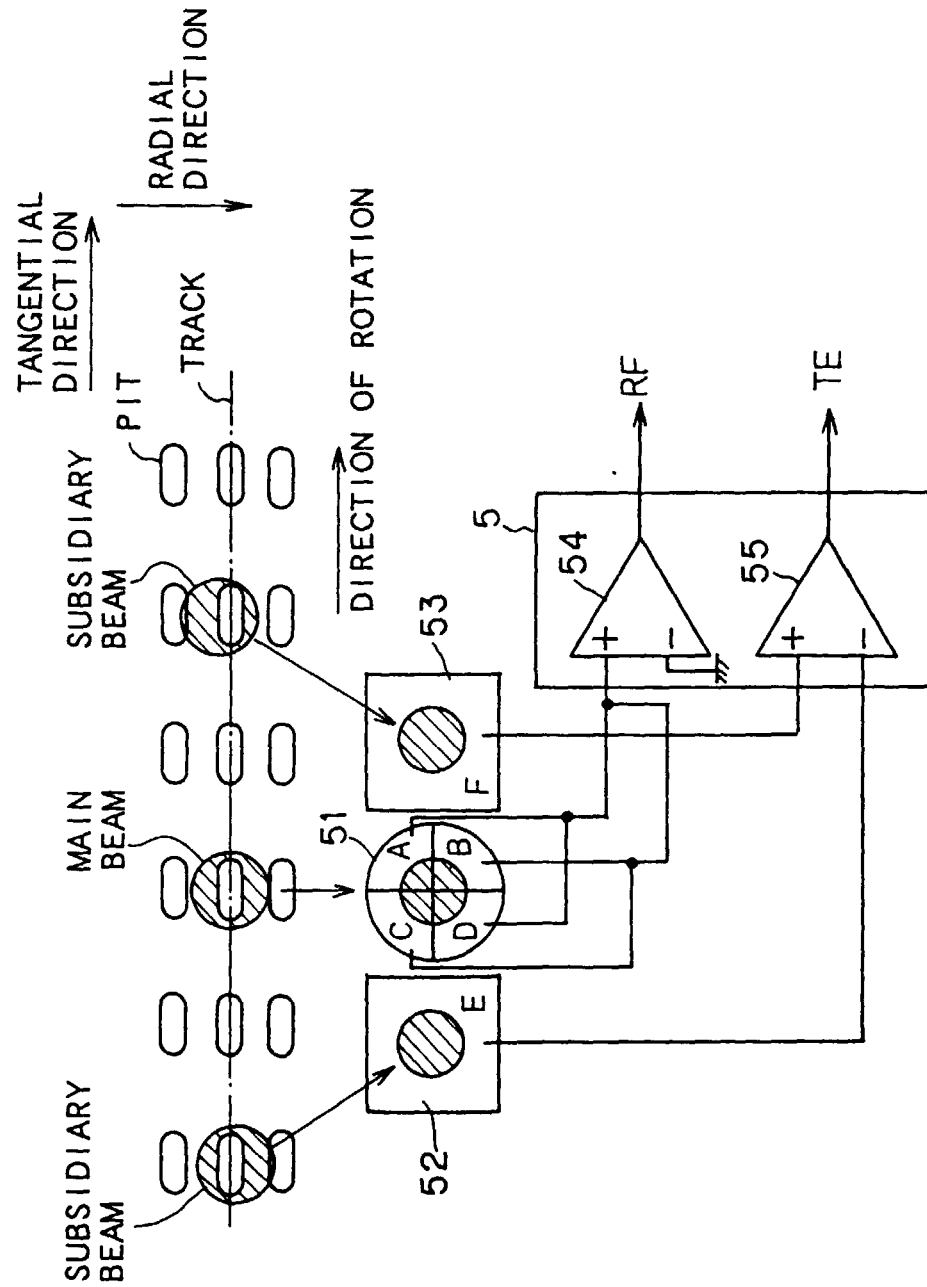 TANGENTIAL
DIRECTION
RADIAL
DIRECTION
SUBSIDIARY
BEAM
MAIN
BEAM
SUBSIDIARY
BEAM
PIT
TRACK
DIRECTION OF ROTATION
52
E
51
C
A
D
B
53
F
5
54
+
−
RF
55
+
−
TE